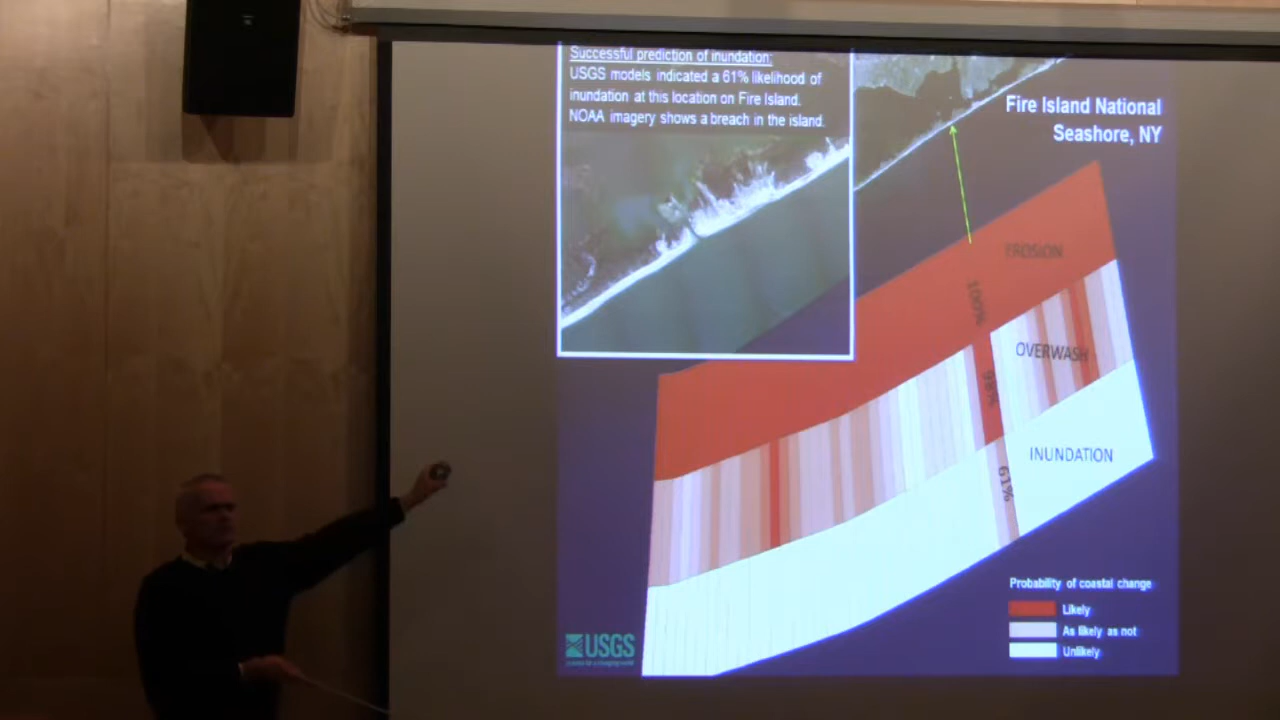 Successful prediction of inundation:
USGS models indicated a 61% likelihood of
inundation at this location on Fire Island.
NOAA imagery shows a breach in the island.
Fire Island National
Seashore, NY
EROSION
100%
OVERWASH
98%
INUNDATION
61%
Probability of coastal change
Likely
As likely as not
Unlikely
USGS